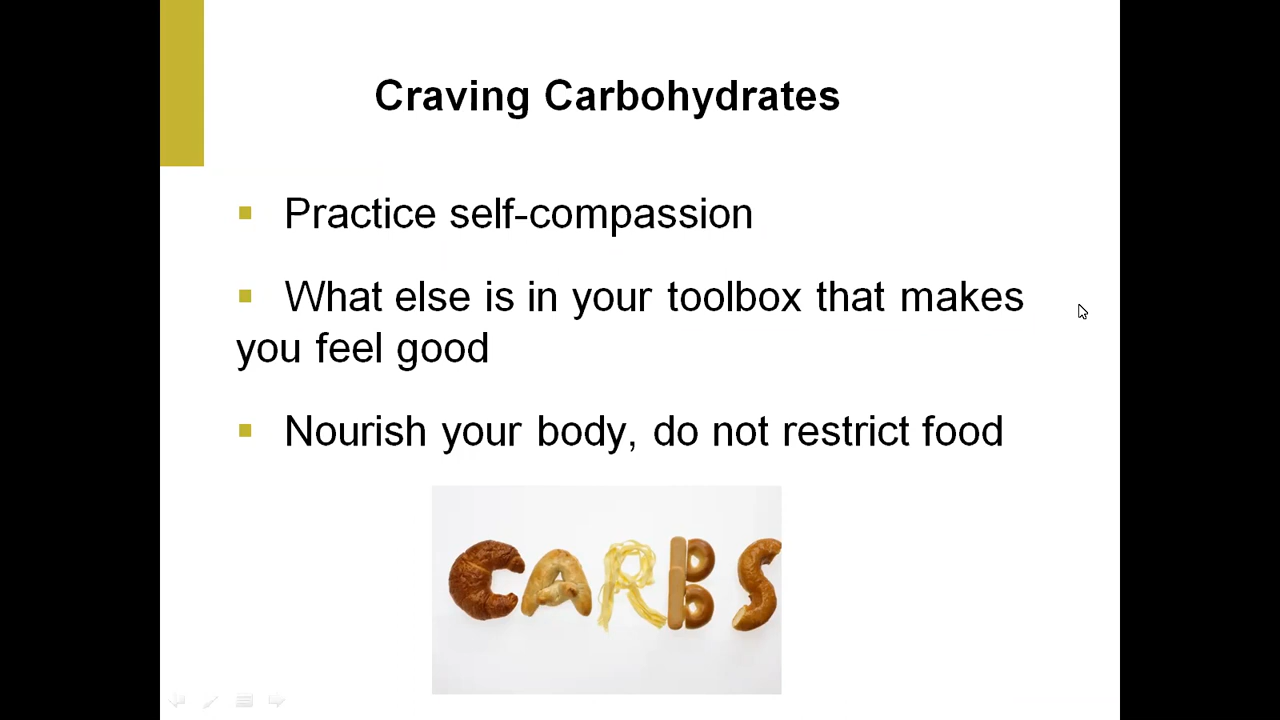 Craving Carbohydrates
▪ Practice self-compassion
▪ What else is in your toolbox that makes
you feel good
▪ Nourish your body, do not restrict food
CARBS